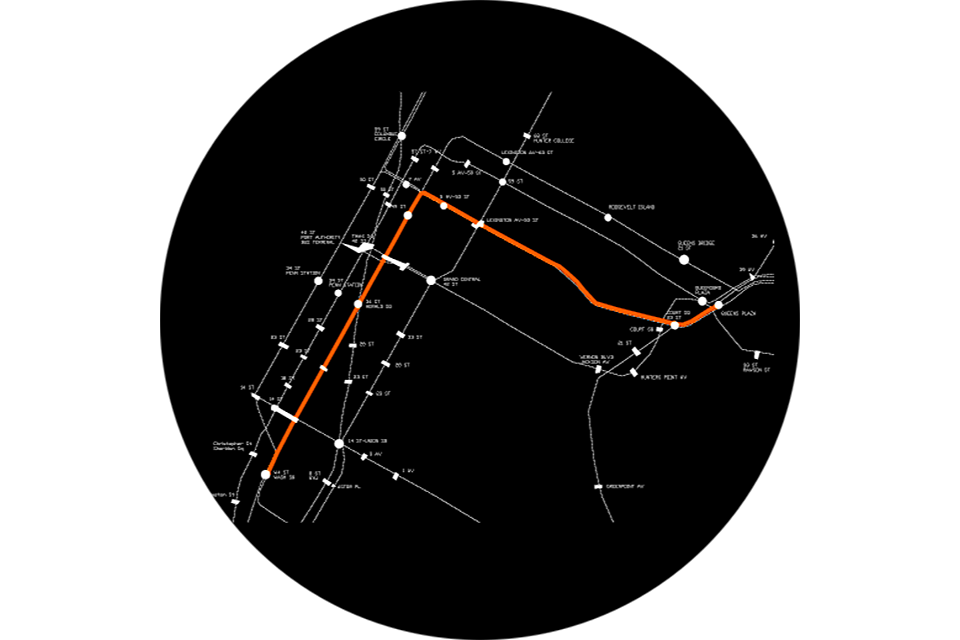 59 ST
COLUMBUS
CIRCLE
68 ST
HUNTER COLLEGE
57 ST-7 AV
LEXINGTON AV-63 ST
5 AV-59 ST
50 ST
7 AV
59 ST
5 AV-53 ST
49 ST
LEXINGTON AV-53 ST
ROOSEVELT ISLAND
42 ST
PORT AUTHORITY
BUS TERMINAL
TIMES SQ
42 ST
QUEENS BRIDGE
21 ST
36 AV
39 AV
34 ST
PENN STATION
34 ST
PENN STATION
GRAND CENTRAL
42 ST
QUEENSBORO
PLAZA
QUEENS PLAZA
34 ST
HERALD SQ
COURT SQ
23 ST
COURT SQ
28 ST
33 ST
21 ST
23 ST
23 ST
28 ST
28 ST
VERNON BLVD
JACKSON AV
33 ST
RAWSON ST
HUNTERS POINT AV
18 ST
23 ST
23 ST
14 ST
14 ST
14 ST-UNION SQ
Christopher St
Sheridan Sq
3 AV
1 AV
W4 ST
WASH SQ
8 ST
NYU
ASTOR PL
GREENPOINT AV